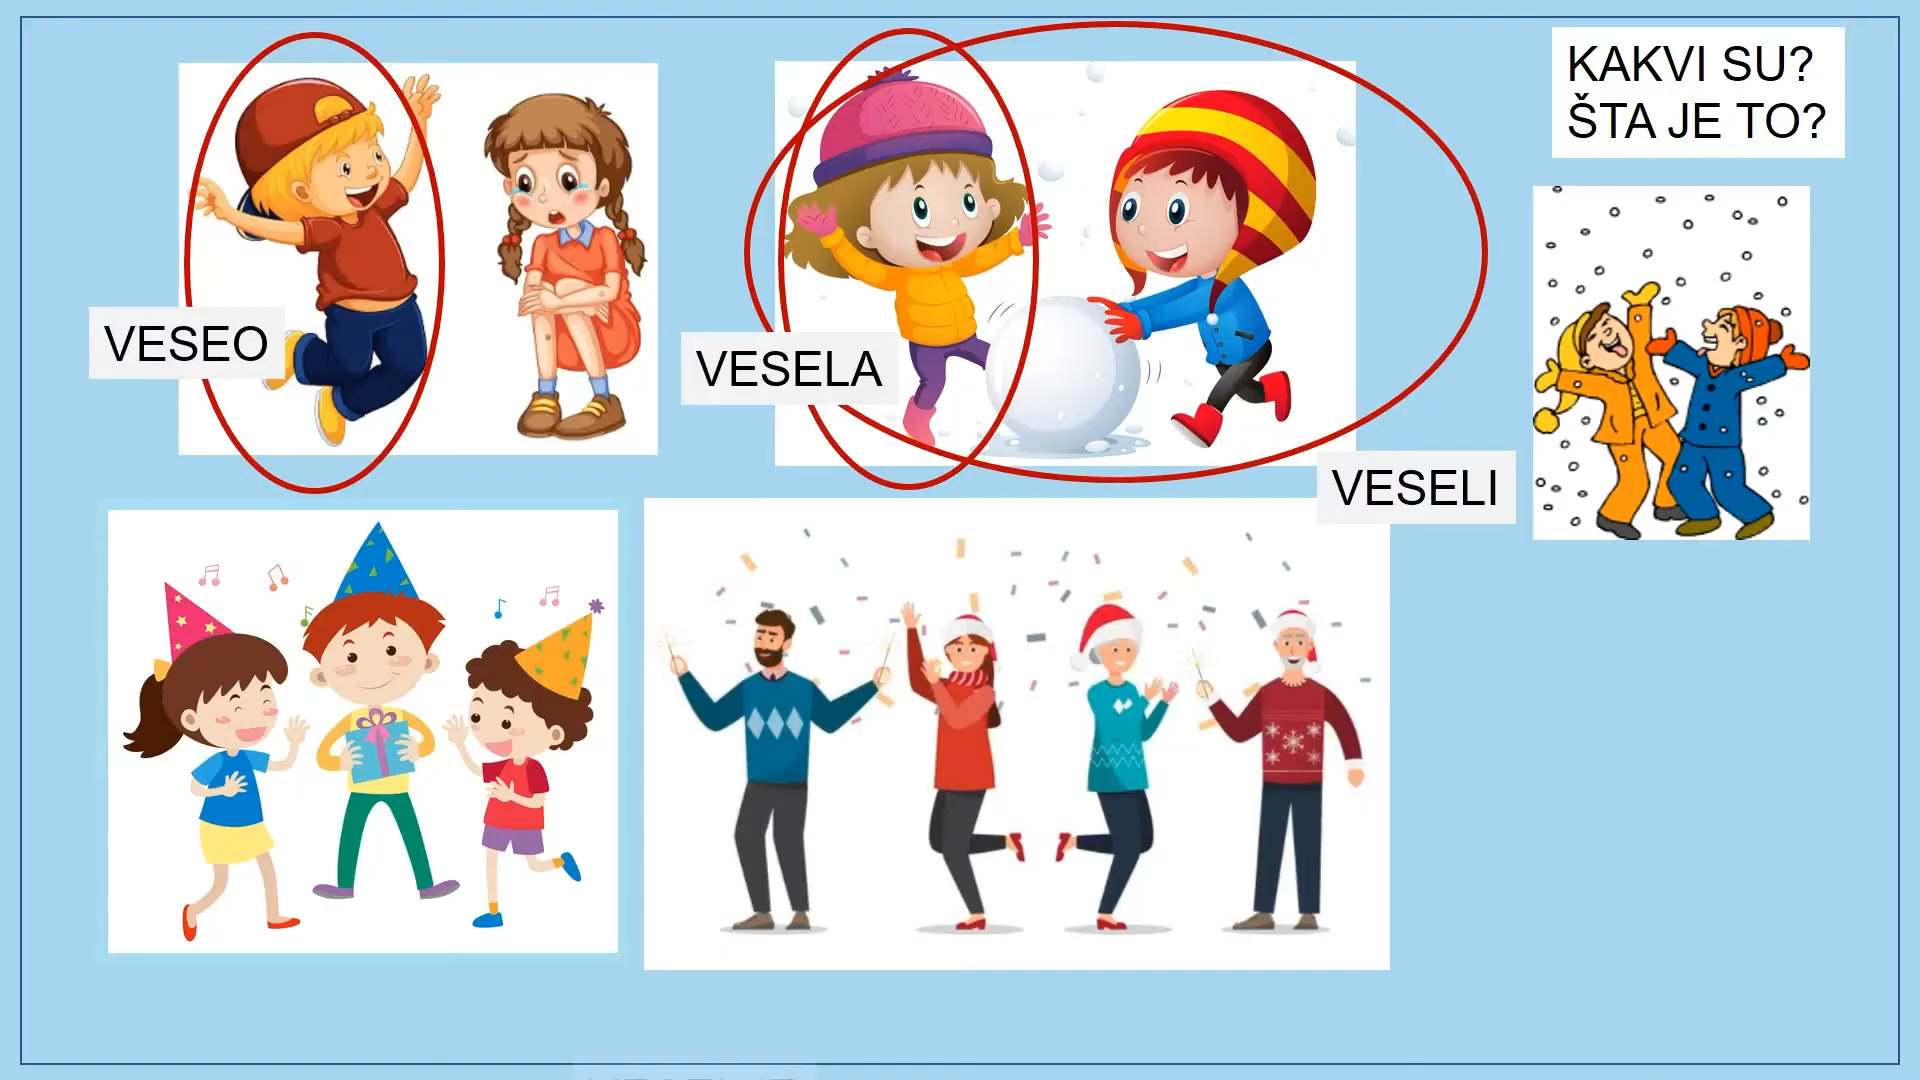 KAKVI SU?
ŠTA JE TO?
VESEO
VESELA
VESELI